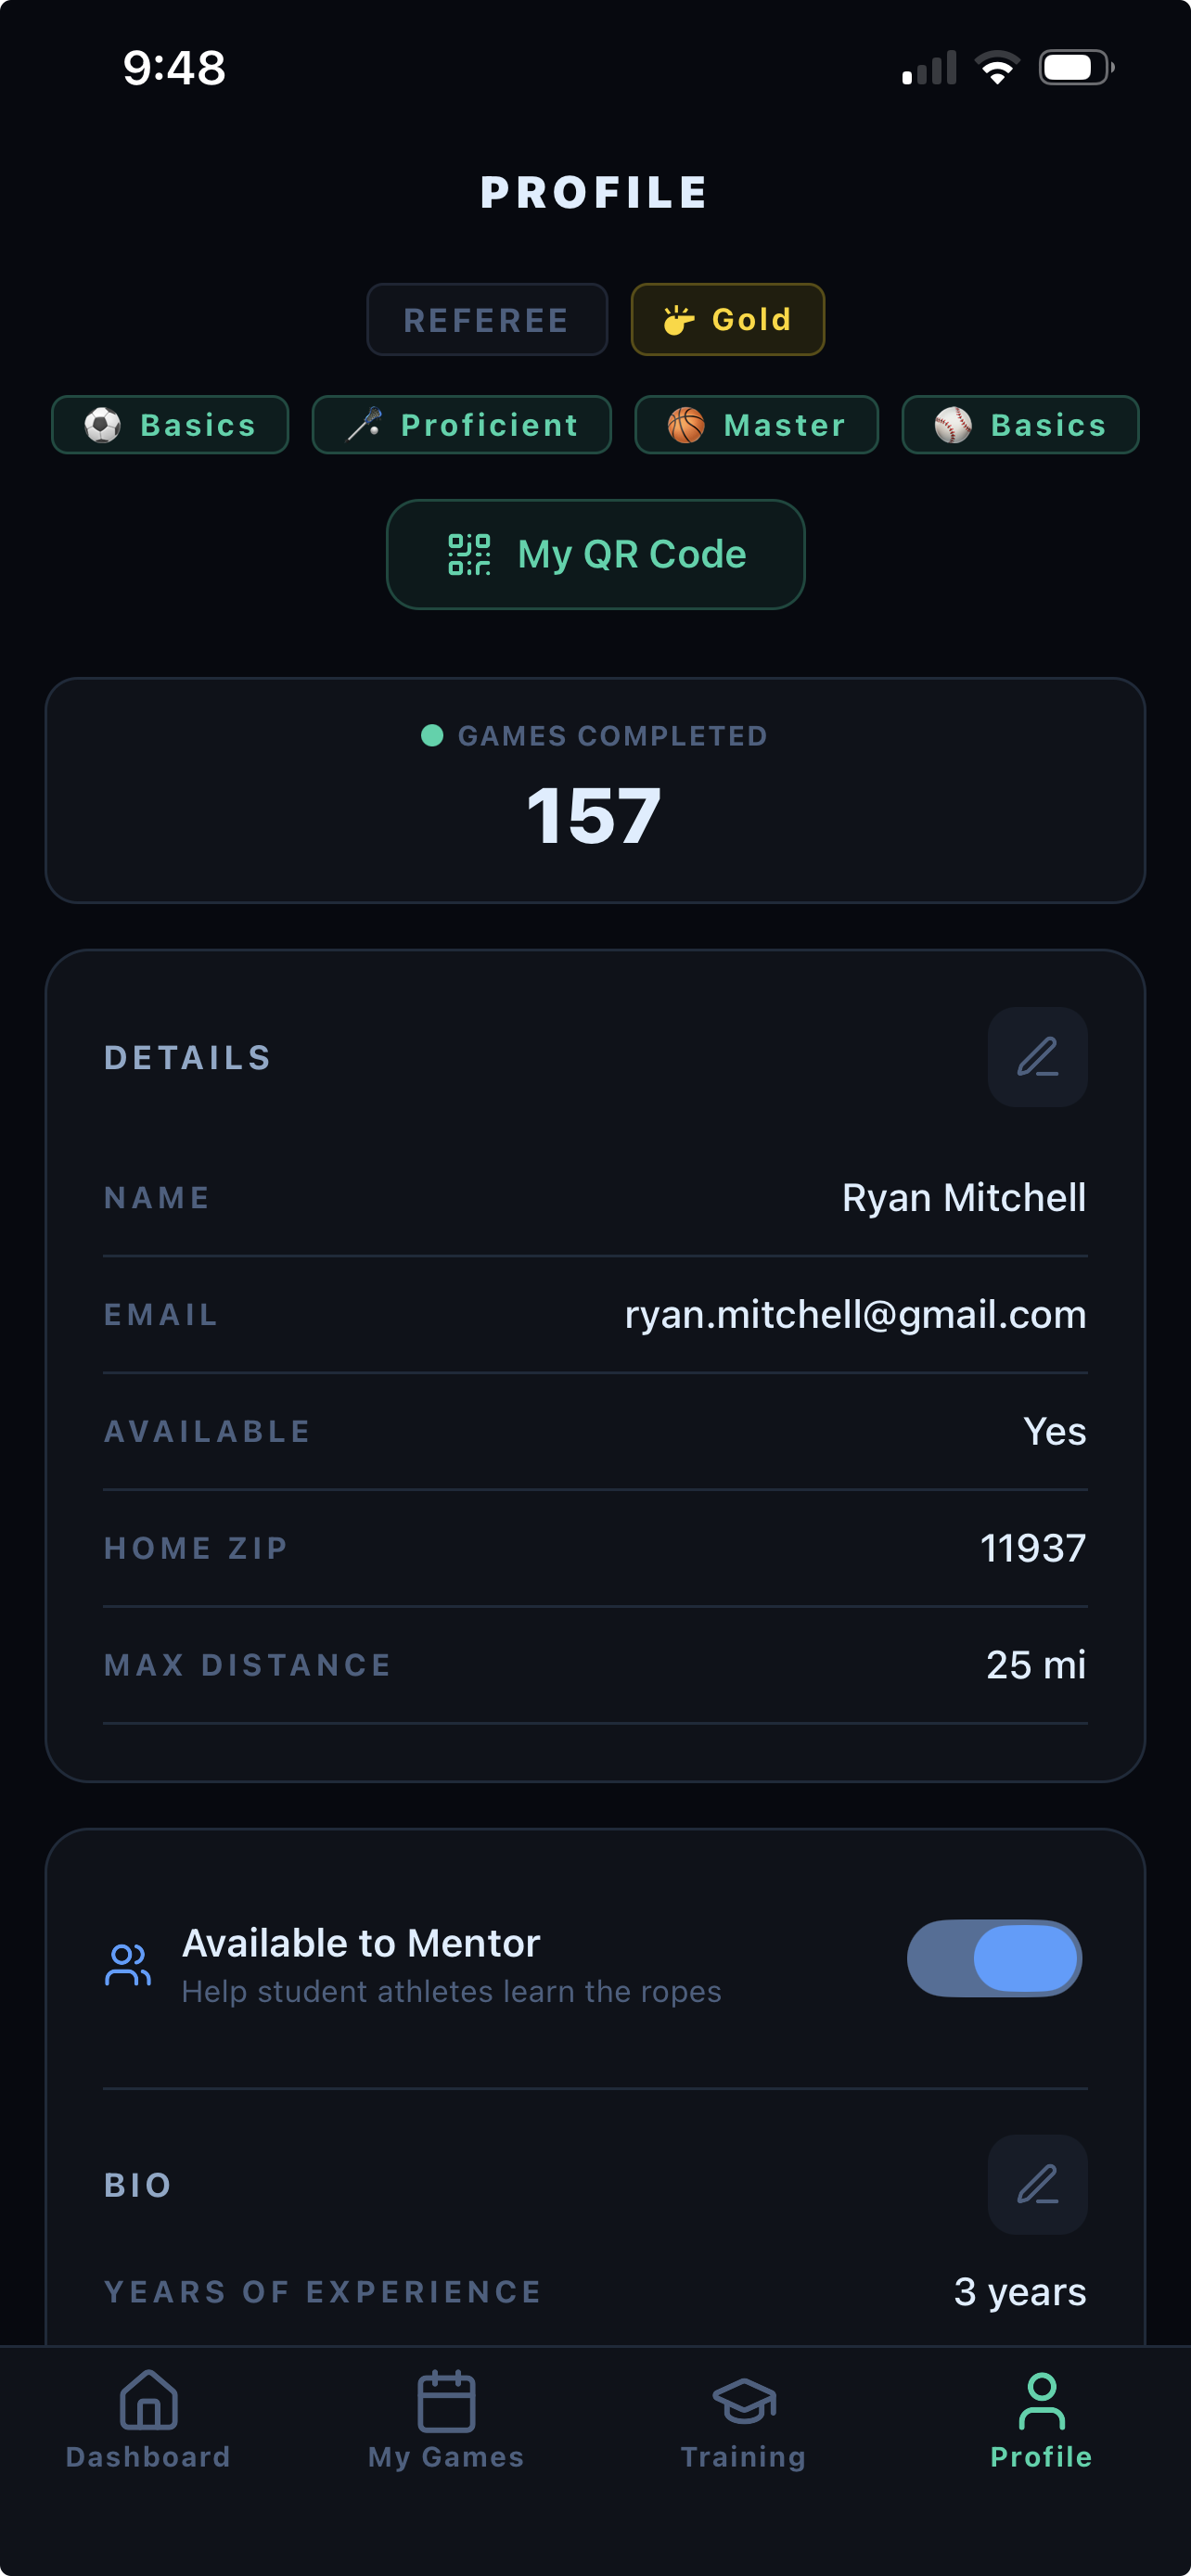 9:48
PROFILE
REFEREE Gold
Basics Proficient Master Basics
My QR Code
GAMES COMPLETED
157
DETAILS
NAME Ryan Mitchell
EMAIL ryan.mitchell@gmail.com
AVAILABLE Yes
HOME ZIP 11937
MAX DISTANCE 25 mi
Available to Mentor
Help student athletes learn the ropes
BIO
YEARS OF EXPERIENCE 3 years
Dashboard My Games Training Profile